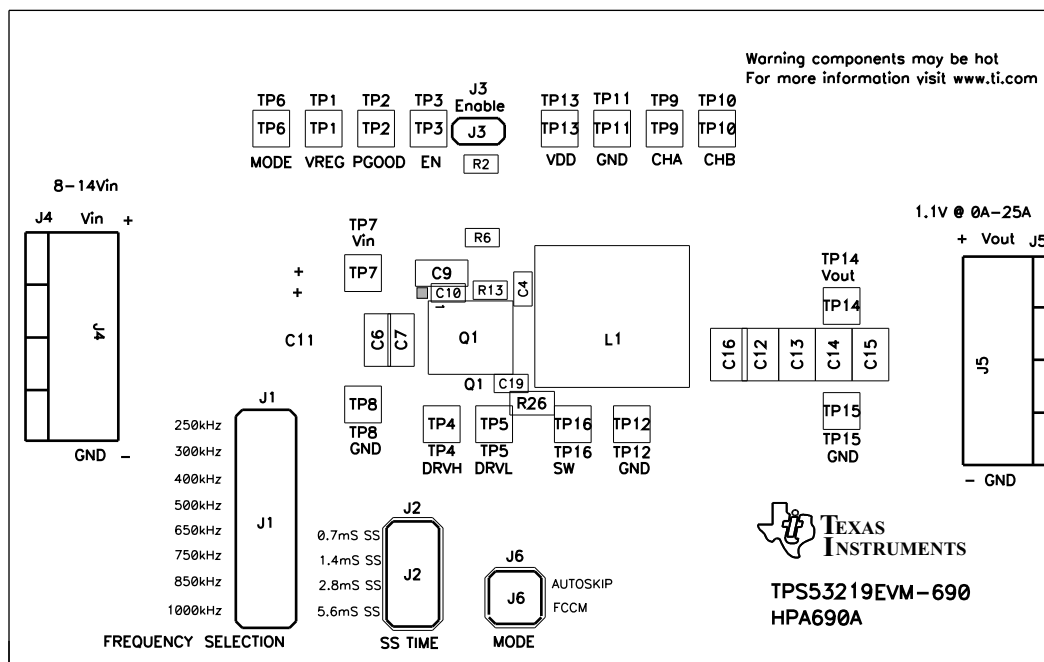 Warning components may be hot
For more information visit www.ti.com
J3
Enable
TP6 TP1 TP2 TP3 TP13 TP11 TP9 TP10
TP6 TP1 TP2 TP3 J3 TP13 TP11 TP9 TP10
MODE VREG PGOOD EN R2 VDD GND CHA CHB
8-14Vin
J4 Vin +
1.1V @ 0A-25A
+ Vout J5
TP7
Vin
R6
TP14
Vout
+ TP7 C9
+ C10 R13 C4
1
TP14
C11 C6 C7 Q1 L1 C16 C12 C13 C14 C15
J4
J5
Q1 C19
R26
J1
TP8 TP4 TP5 TP16 TP12 TP15
TP8
GND
TP4
DRVH
TP5
DRVL
TP16
SW
TP12
GND
TP15
GND
GND -
- GND
250kHz
300kHz
400kHz
500kHz
650kHz
750kHz
850kHz
1000kHz
J1
FREQUENCY SELECTION
J2
0.7mS SS
1.4mS SS
2.8mS SS
5.6mS SS
J2
SS TIME
J6
J6
AUTOSKIP
FCCM
MODE
TEXAS
INSTRUMENTS
TPS53219EVM-690
HPA690A